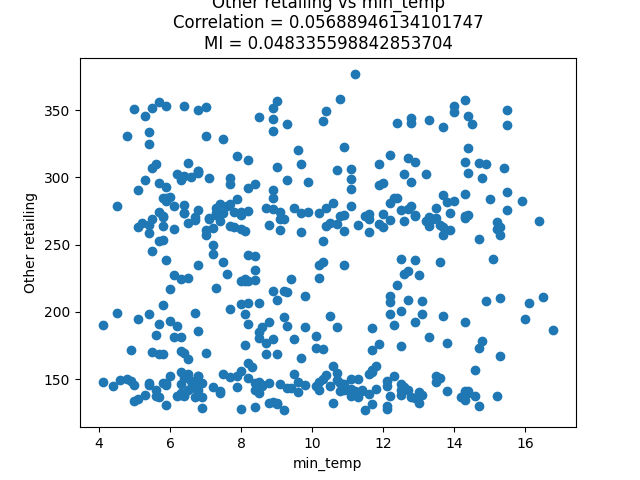 Other retailing vs min_temp
Correlation = 0.05688946134101747
MI = 0.048335598842853704
350
300
250
200
150
Other retailing
4 6 8 10 12 14 16
min_temp